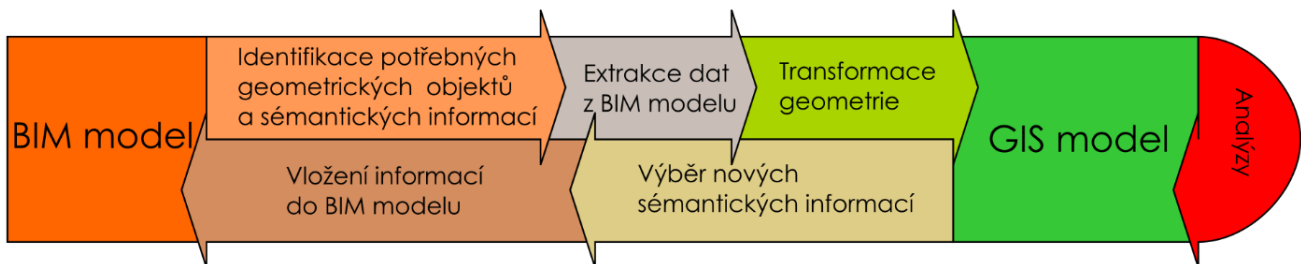 BIM model
Identifikace potřebných
geometrických objektů
a sémantických informací
Extrakce dat
z BIM modelu
Transformace
geometrie
GIS model
Analýzy
Výběr nových
sémantických informací
Vložení informací
do BIM modelu